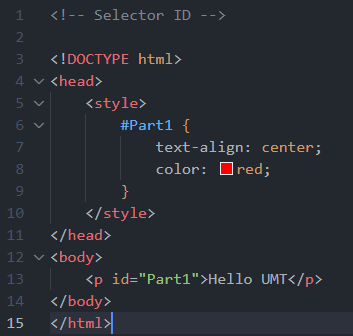 1 <!-- Selector ID -->
2
3 <!DOCTYPE html>
4 <head>
5     <style>
6         #Part1 {
7             text-align: center;
8             color: red;
9         }
10     </style>
11 </head>
12 <body>
13     <p id="Part1">Hello UMT</p>
14 </body>
15 </html>